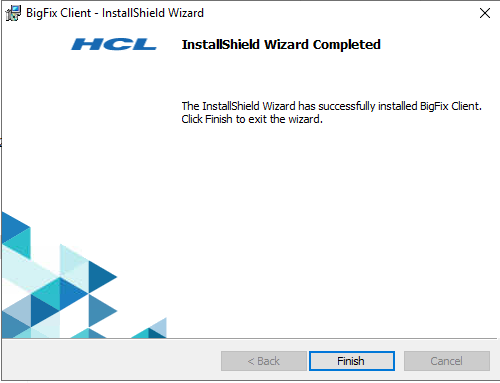 BigFix Client - InstallShield Wizard
HCL
InstallShield Wizard Completed
The InstallShield Wizard has successfully installed BigFix Client.
Click Finish to exit the wizard.
< Back
Finish
Cancel